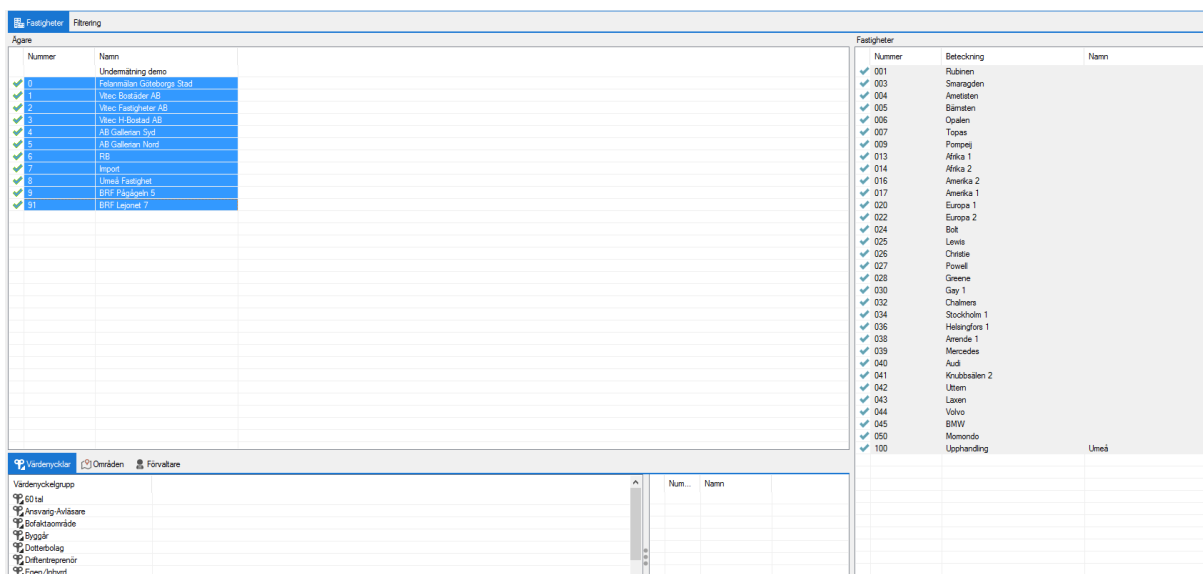 Fastigheter Filtrering
Ägare
Nummer Namn
Undermätning demo
0 Felanmälan Göteborgs Stad
1 Vitec Bostäder AB
2 Vitec Fastigheter AB
3 Vitec H-Bostad AB
4 AB Gallerian Syd
5 AB Gallerian Nord
6 RB
7 Import
8 Umeå Fastighet
9 BRF Pågågeln 5
91 BRF Lejonet 7
Värdenycklar Områden Förvaltare
Värdenyckelgrupp
60 tal
Ansvarig-Avläsare
Bofaktaområde
Byggår
Dotterbolag
Driftentreprenör
Egen/Inhyrd
Num... Namn
Fastigheter
Nummer Beteckning Namn
001 Rubinen
003 Smaragden
004 Ametisten
005 Bärnsten
006 Opalen
007 Topas
009 Pompeij
013 Afrika 1
014 Afrika 2
016 Amerika 2
017 Amerika 1
020 Europa 1
022 Europa 2
024 Bolt
025 Lewis
026 Christie
027 Powell
028 Greene
030 Gay 1
032 Chalmers
034 Stockholm 1
036 Helsingfors 1
038 Arrende 1
039 Mercedes
040 Audi
041 Knubbsälen 2
042 Uttern
043 Laxen
044 Volvo
045 BMW
050 Momondo
100 Upphandling Umeå